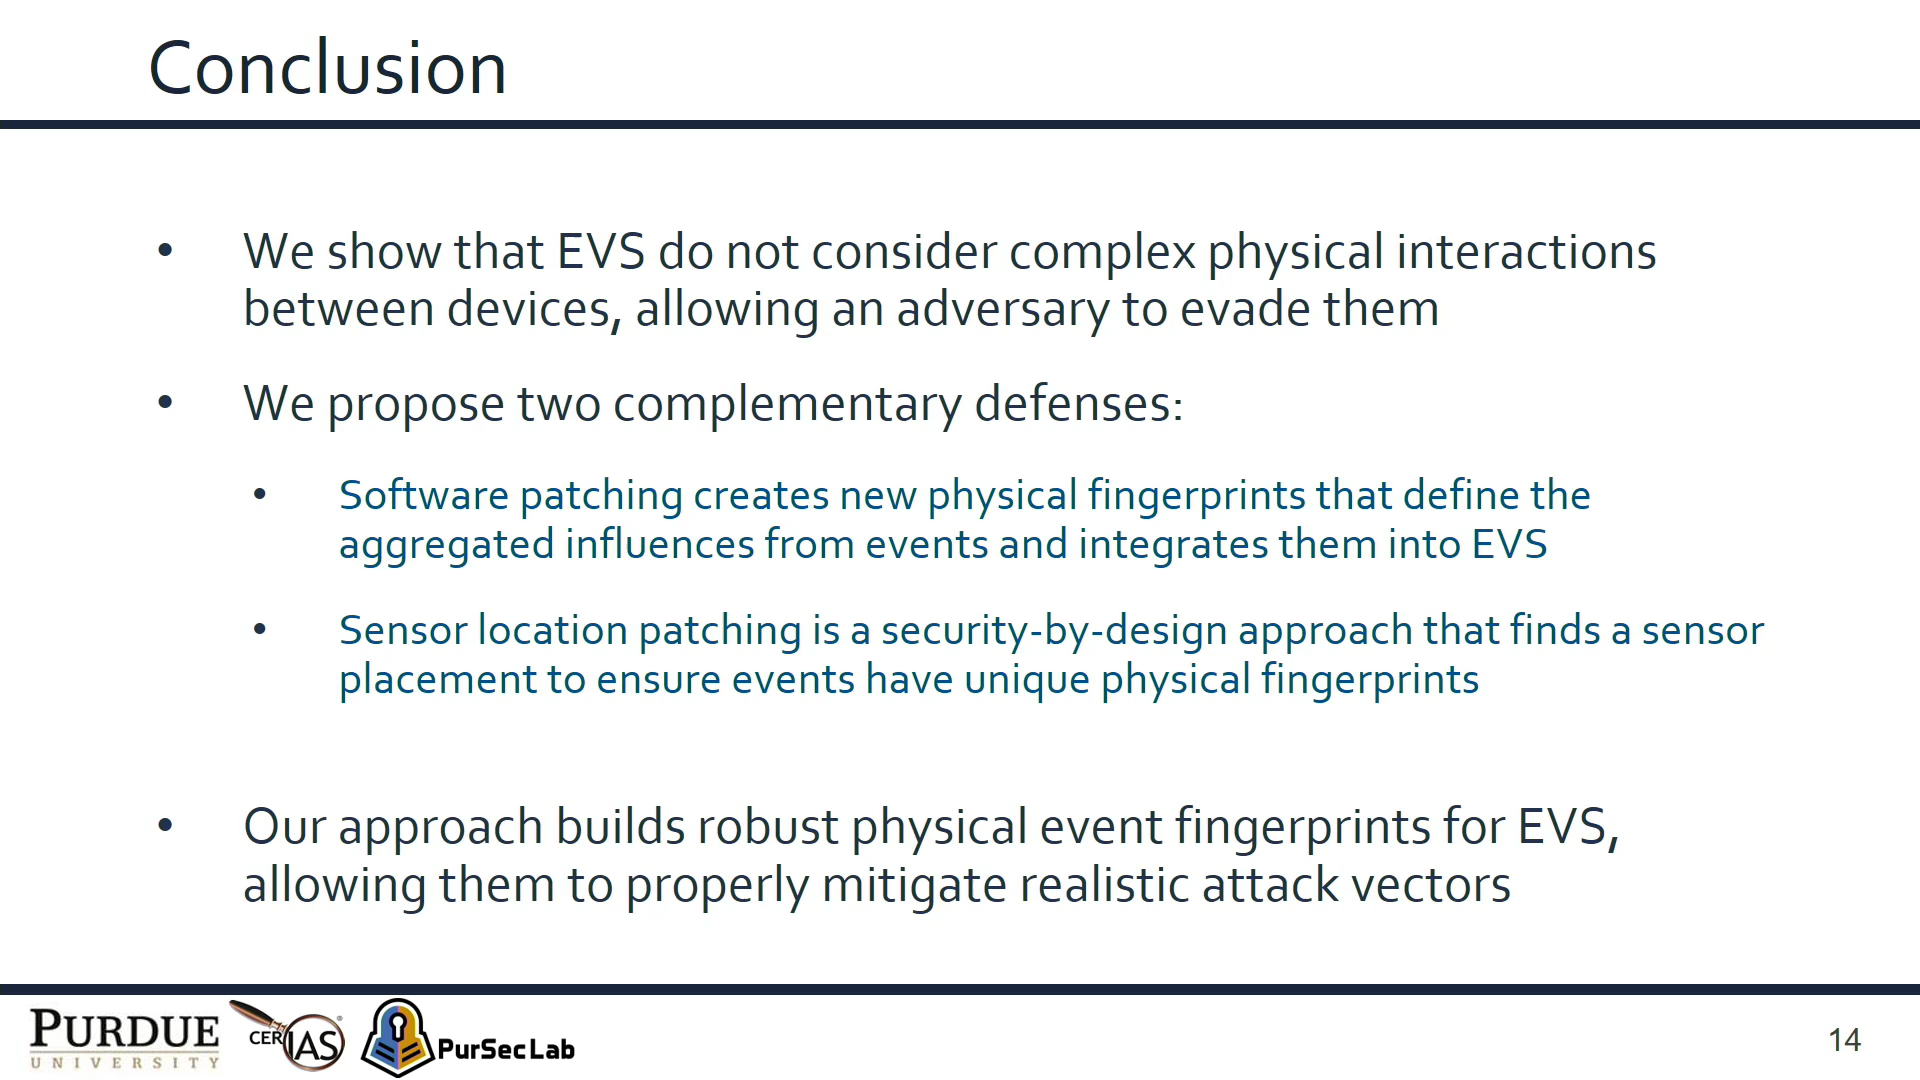 Conclusion
• We show that EVS do not consider complex physical interactions
between devices, allowing an adversary to evade them
• We propose two complementary defenses:
• Software patching creates new physical fingerprints that define the
aggregated influences from events and integrates them into EVS
• Sensor location patching is a security-by-design approach that finds a sensor
placement to ensure events have unique physical fingerprints
• Our approach builds robust physical event fingerprints for EVS,
allowing them to properly mitigate realistic attack vectors
PURDUE
UNIVERSITY
CERIAS®
PurSecLab
14